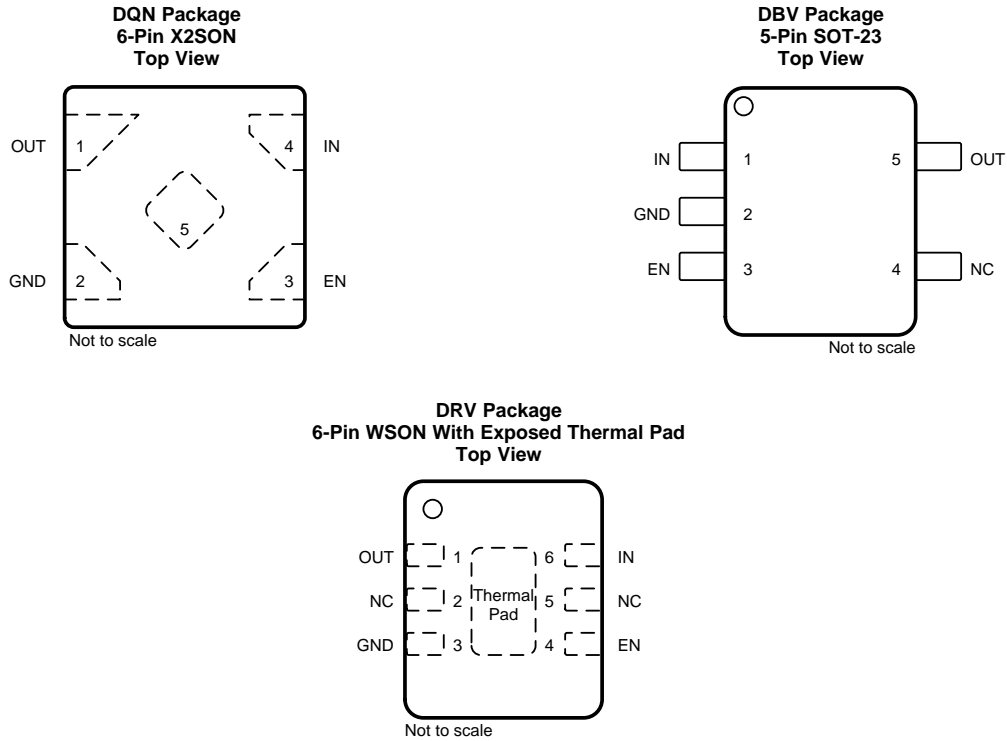 DQN Package
6-Pin X2SON
Top View
OUT 1 4 IN
5
GND 2 3 EN
Not to scale
DBV Package
5-Pin SOT-23
Top View
IN 1 5 OUT
GND 2
EN 3 4 NC
Not to scale
DRV Package
6-Pin WSON With Exposed Thermal Pad
Top View
OUT 1 6 IN
NC 2 Thermal 5 NC
Pad
GND 3 4 EN
Not to scale